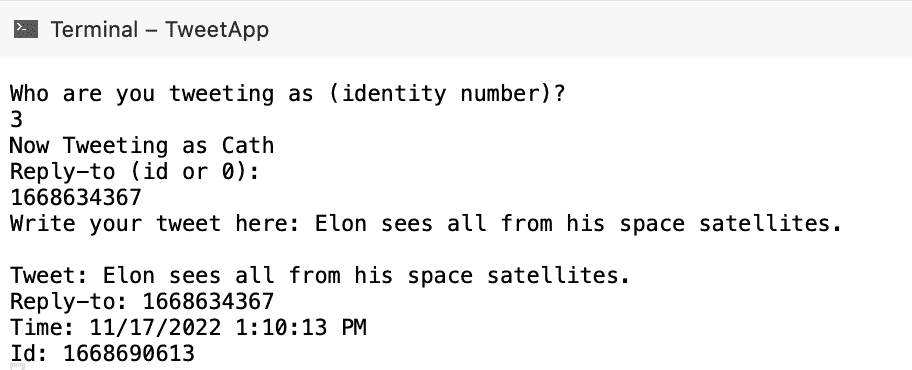 Terminal – TweetApp
Who are you tweeting as (identity number)?
3
Now Tweeting as Cath
Reply-to (id or 0):
1668634367
Write your tweet here: Elon sees all from his space satellites.
Tweet: Elon sees all from his space satellites.
Reply-to: 1668634367
Time: 11/17/2022 1:10:13 PM
Id: 1668690613